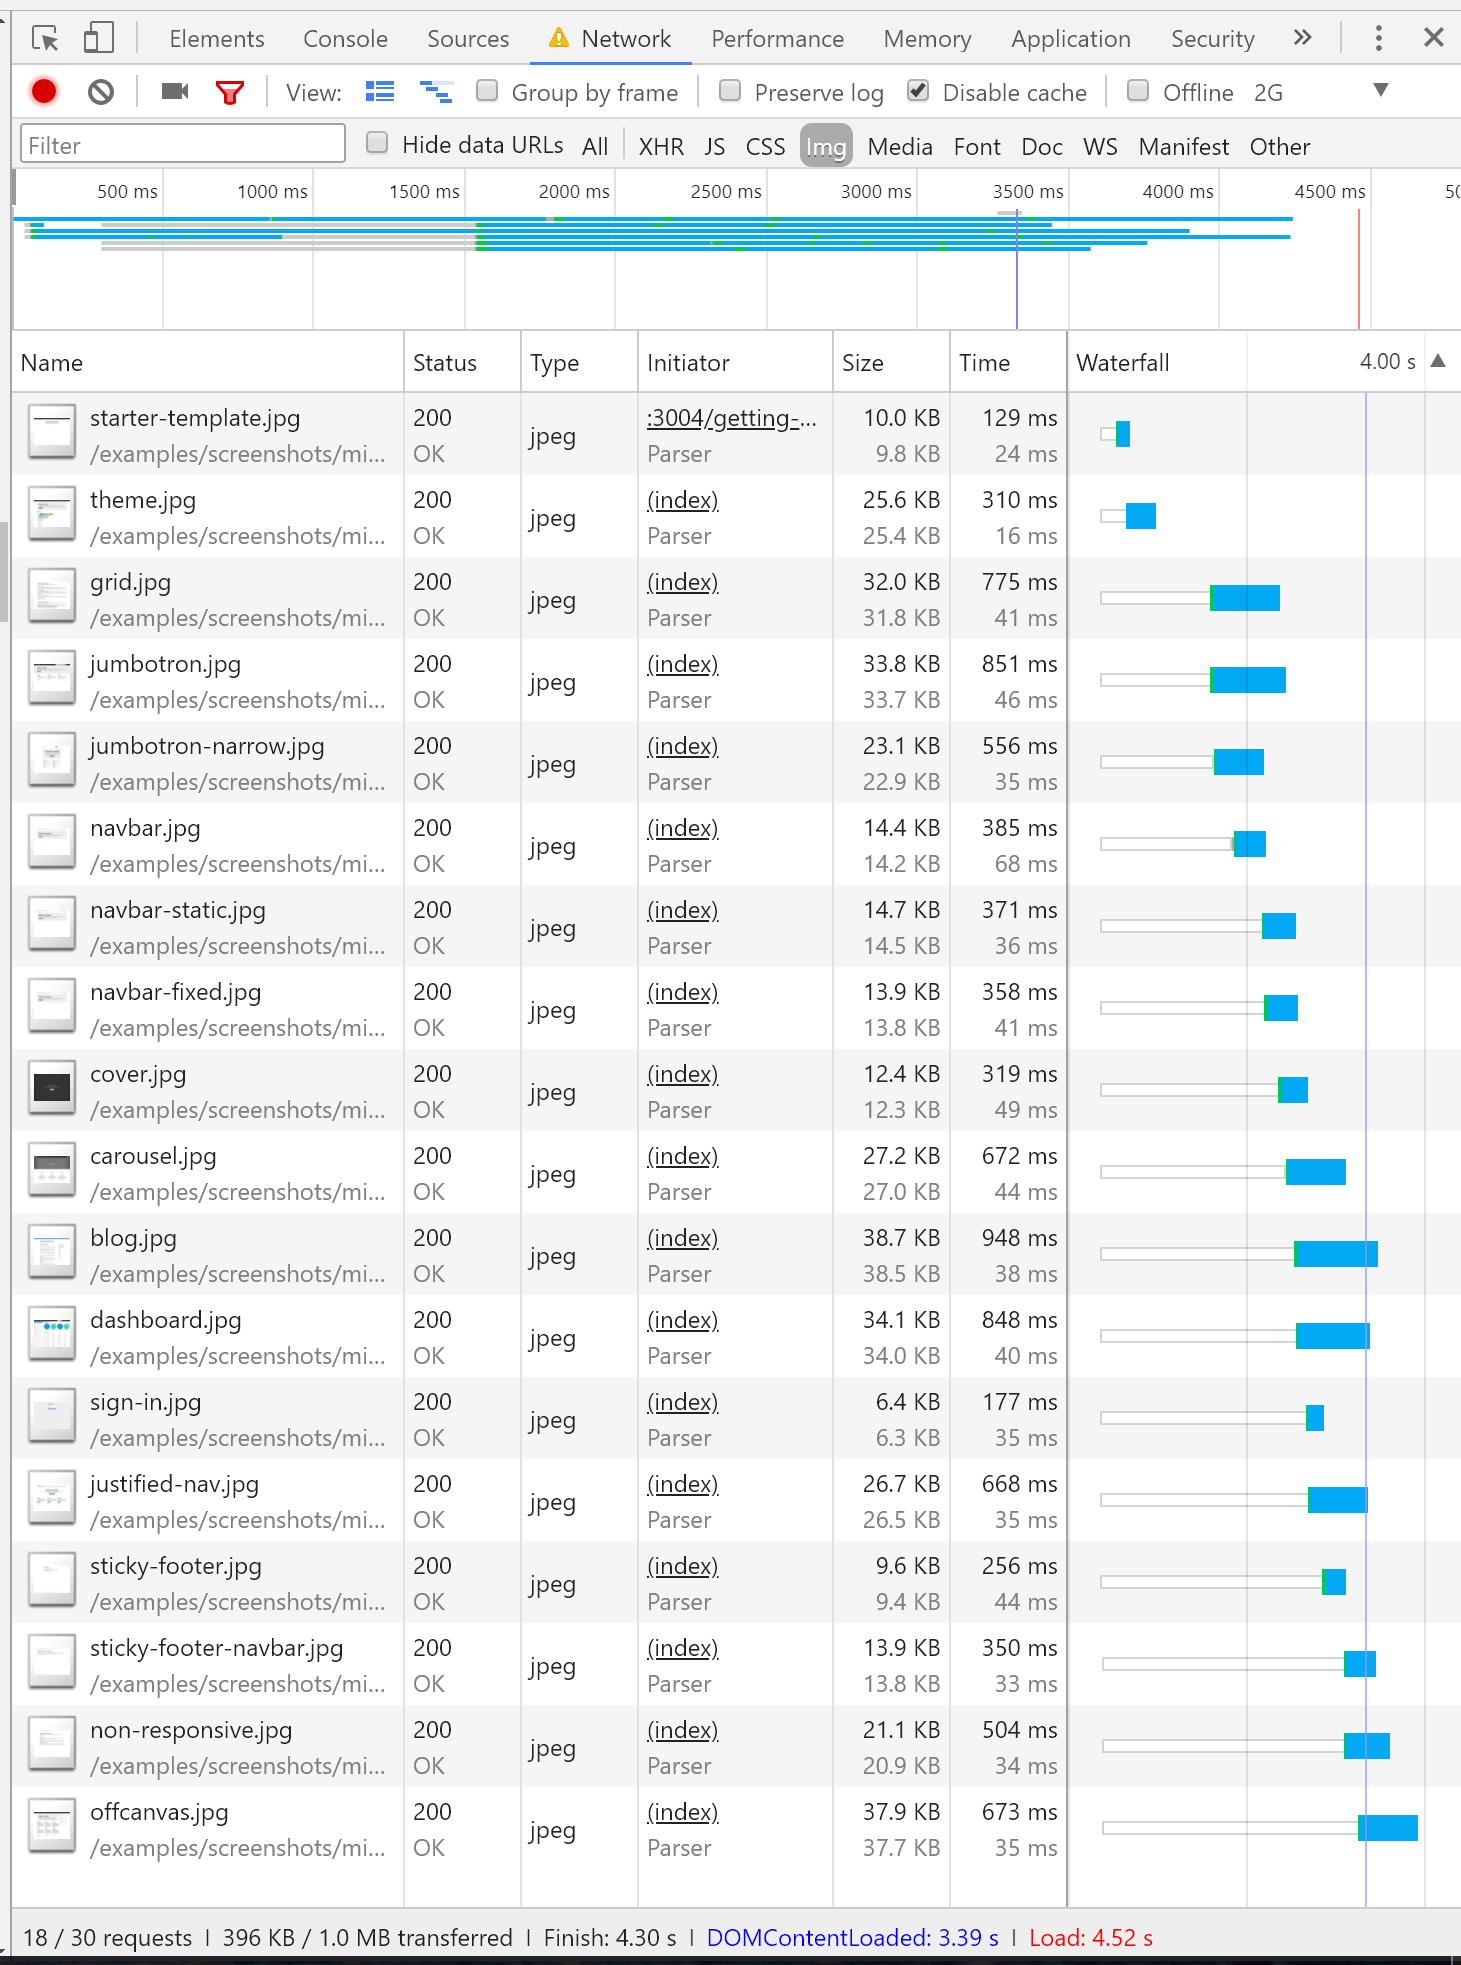 Elements Console Sources Network Performance Memory Application Security »
View: Group by frame Preserve log Disable cache Offline 2G
Filter Hide data URLs All XHR JS CSS Img Media Font Doc WS Manifest Other
500 ms 1000 ms 1500 ms 2000 ms 2500 ms 3000 ms 3500 ms 4000 ms 4500 ms 50
Name Status Type Initiator Size Time Waterfall 4.00 s
starter-template.jpg 200 jpeg :3004/getting-... 10.0 KB 129 ms
/examples/screenshots/mi... OK Parser 9.8 KB 24 ms
theme.jpg 200 jpeg (index) 25.6 KB 310 ms
/examples/screenshots/mi... OK Parser 25.4 KB 16 ms
grid.jpg 200 jpeg (index) 32.0 KB 775 ms
/examples/screenshots/mi... OK Parser 31.8 KB 41 ms
jumbotron.jpg 200 jpeg (index) 33.8 KB 851 ms
/examples/screenshots/mi... OK Parser 33.7 KB 46 ms
jumbotron-narrow.jpg 200 jpeg (index) 23.1 KB 556 ms
/examples/screenshots/mi... OK Parser 22.9 KB 35 ms
navbar.jpg 200 jpeg (index) 14.4 KB 385 ms
/examples/screenshots/mi... OK Parser 14.2 KB 68 ms
navbar-static.jpg 200 jpeg (index) 14.7 KB 371 ms
/examples/screenshots/mi... OK Parser 14.5 KB 36 ms
navbar-fixed.jpg 200 jpeg (index) 13.9 KB 358 ms
/examples/screenshots/mi... OK Parser 13.8 KB 41 ms
cover.jpg 200 jpeg (index) 12.4 KB 319 ms
/examples/screenshots/mi... OK Parser 12.3 KB 49 ms
carousel.jpg 200 jpeg (index) 27.2 KB 672 ms
/examples/screenshots/mi... OK Parser 27.0 KB 44 ms
blog.jpg 200 jpeg (index) 38.7 KB 948 ms
/examples/screenshots/mi... OK Parser 38.5 KB 38 ms
dashboard.jpg 200 jpeg (index) 34.1 KB 848 ms
/examples/screenshots/mi... OK Parser 34.0 KB 40 ms
sign-in.jpg 200 jpeg (index) 6.4 KB 177 ms
/examples/screenshots/mi... OK Parser 6.3 KB 35 ms
justified-nav.jpg 200 jpeg (index) 26.7 KB 668 ms
/examples/screenshots/mi... OK Parser 26.5 KB 35 ms
sticky-footer.jpg 200 jpeg (index) 9.6 KB 256 ms
/examples/screenshots/mi... OK Parser 9.4 KB 44 ms
sticky-footer-navbar.jpg 200 jpeg (index) 13.9 KB 350 ms
/examples/screenshots/mi... OK Parser 13.8 KB 33 ms
non-responsive.jpg 200 jpeg (index) 21.1 KB 504 ms
/examples/screenshots/mi... OK Parser 20.9 KB 34 ms
offcanvas.jpg 200 jpeg (index) 37.9 KB 673 ms
/examples/screenshots/mi... OK Parser 37.7 KB 35 ms
18 / 30 requests | 396 KB / 1.0 MB transferred | Finish: 4.30 s | DOMContentLoaded: 3.39 s | Load: 4.52 s